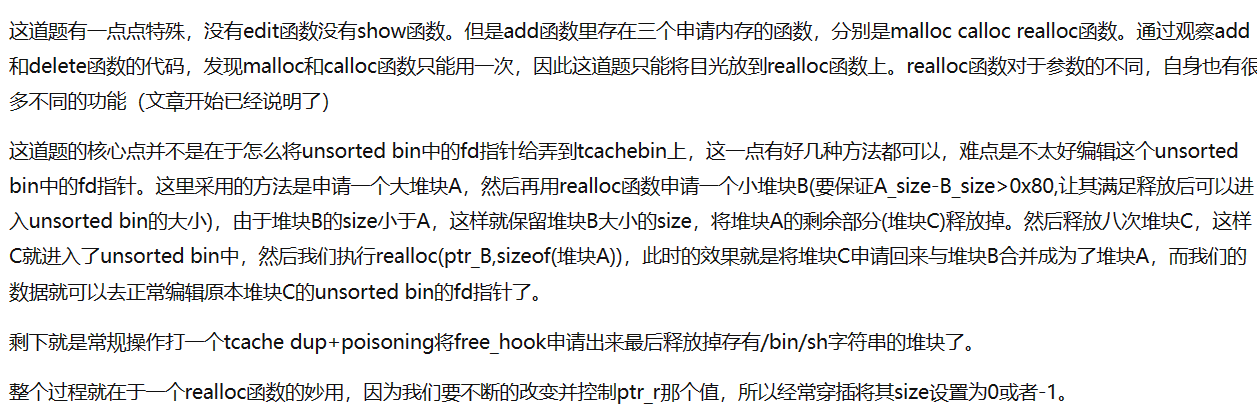 这道题有一点点特殊，没有edit函数没有show函数。但是add函数里存在三个申请内存的函数，分别是malloc calloc realloc函数。通过观察add
和delete函数的代码，发现malloc和calloc函数只能用一次，因此这道题只能将目光放到realloc函数上。realloc函数对于参数的不同，自身也有很
多不同的功能（文章开始已经说明了）
这道题的核心点并不是在于怎么将unsorted bin中的fd指针给弄到tcachebin上，这一点有好几种方法都可以，难点是不太好编辑这个unsorted
bin中的fd指针。这里采用的方法是申请一个大堆块A，然后再用realloc函数申请一个小堆块B(要保证A_size-B_size>0x80,让其满足释放后可以进
入unsorted bin的大小)，由于堆块B的size小于A，这样就保留堆块B大小的size，将堆块A的剩余部分(堆块C)释放掉。然后释放八次堆块C，这样
C就进入了unsorted bin中，然后我们执行realloc(ptr_B,sizeof(堆块A))，此时的效果就是将堆块C申请回来与堆块B合并成为了堆块A，而我们的
数据就可以去正常编辑原本堆块C的unsorted bin的fd指针了。
剩下就是常规操作打一个tcache dup+poisoning将free_hook申请出来最后释放掉存有/bin/sh字符串的堆块了。
整个过程就在于一个realloc函数的妙用，因为我们要不断的改变并控制ptr_r那个值，所以经常穿插将其size设置为0或者-1。